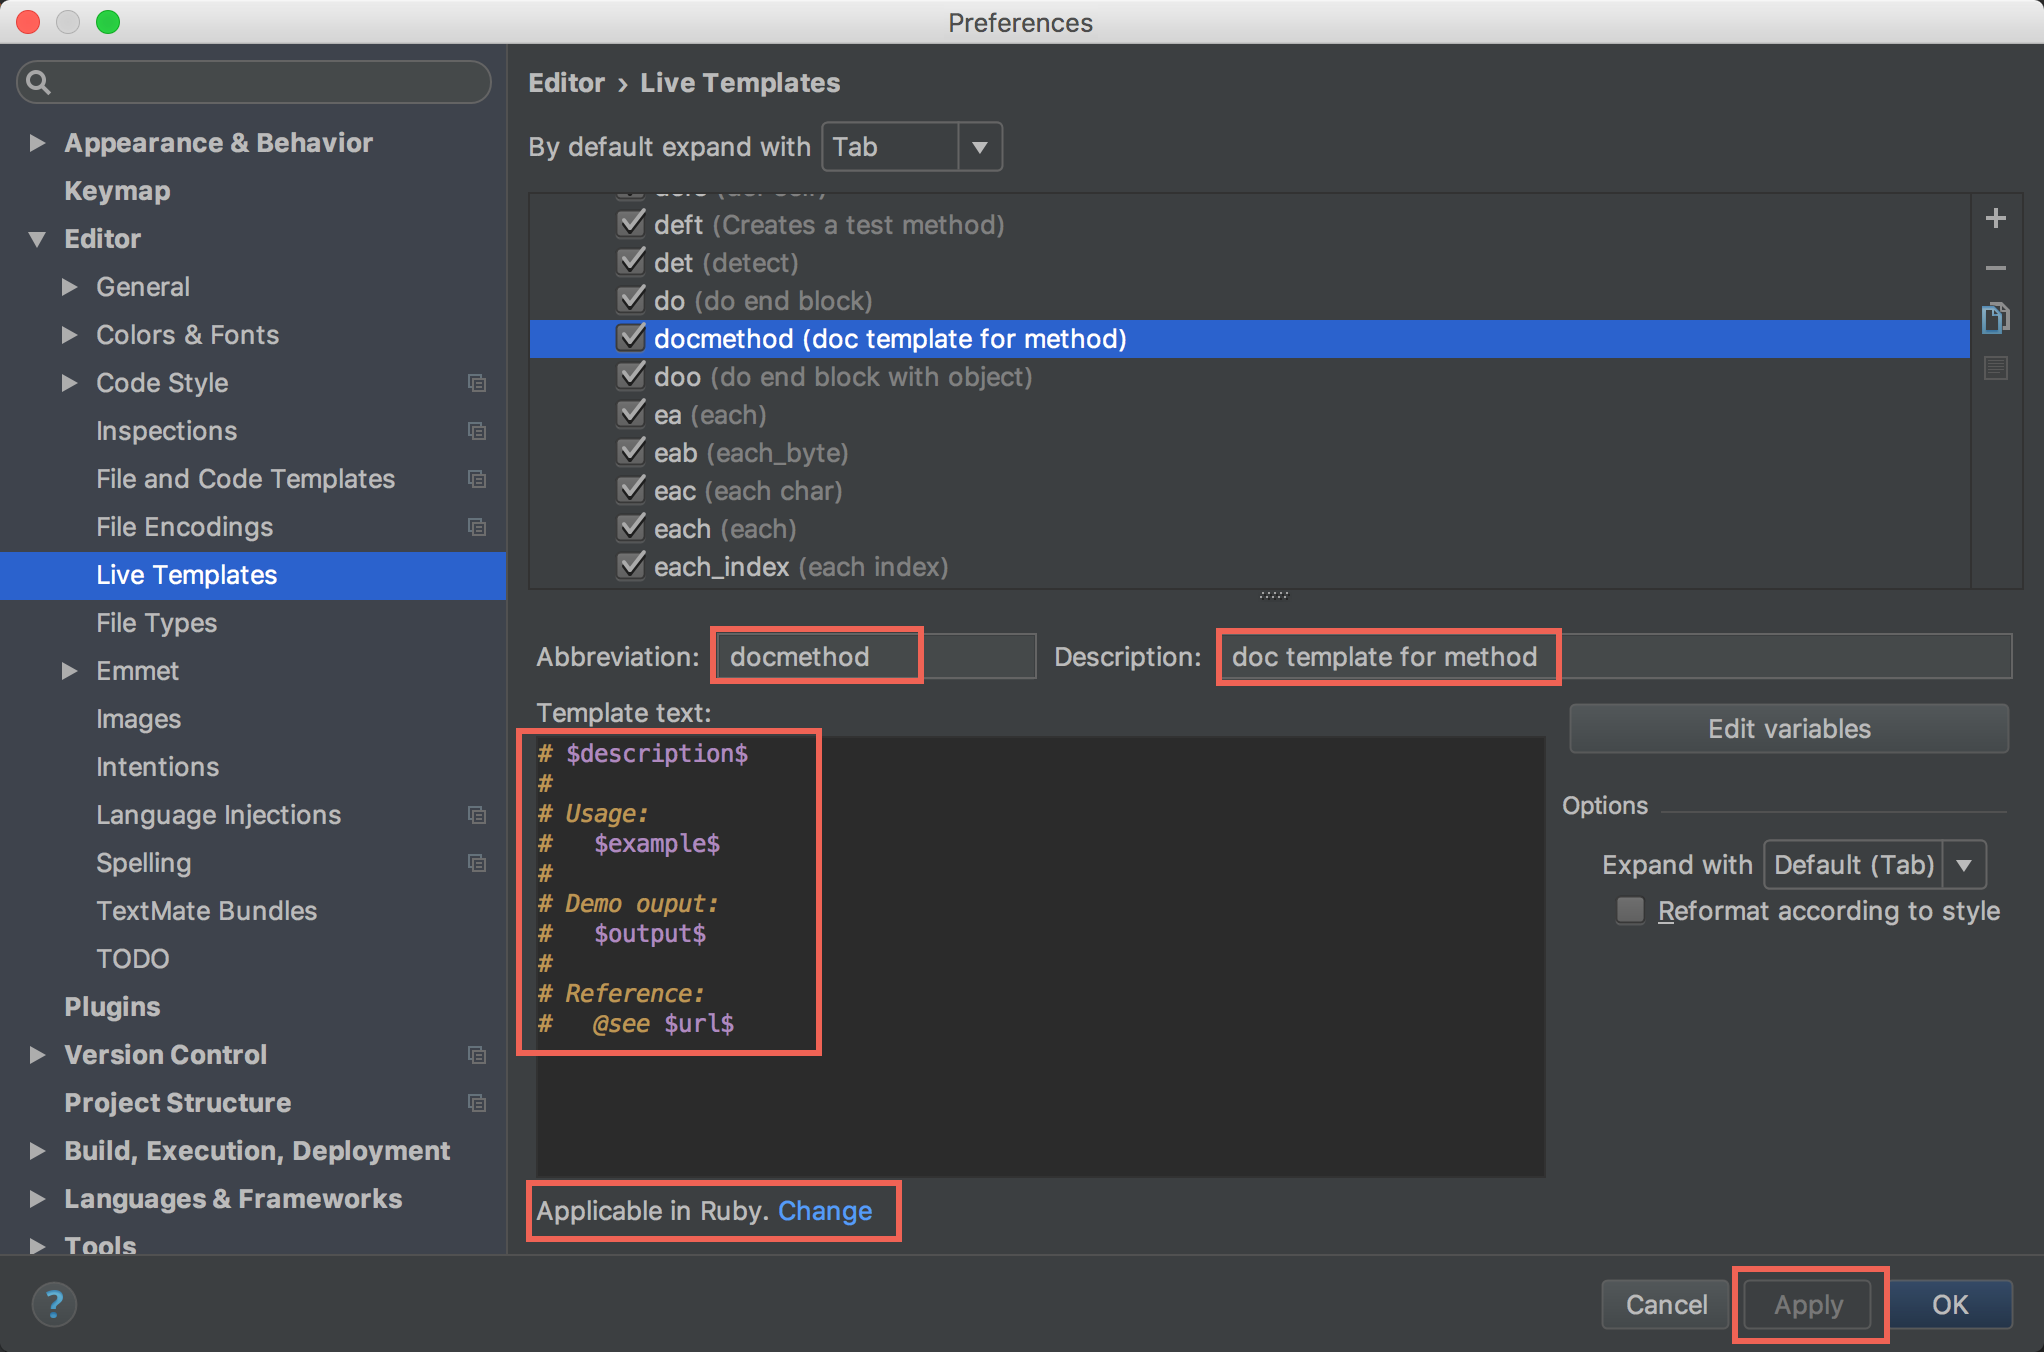 Preferences
Appearance & Behavior
Keymap
Editor
General
Colors & Fonts
Code Style
Inspections
File and Code Templates
File Encodings
Live Templates
File Types
Emmet
Images
Intentions
Language Injections
Spelling
TextMate Bundles
TODO
Plugins
Version Control
Project Structure
Build, Execution, Deployment
Languages & Frameworks
Tools
Editor › Live Templates
By default expand with Tab
deft (Creates a test method)
det (detect)
do (do end block)
docmethod (doc template for method)
doo (do end block with object)
ea (each)
eab (each_byte)
eac (each char)
each (each)
each_index (each index)
Abbreviation: docmethod Description: doc template for method
Template text:
# $description$
#
# Usage:
#   $example$
#
# Demo ouput:
#   $output$
#
# Reference:
#   @see $url$
Edit variables
Options
Expand with Default (Tab)
Reformat according to style
Applicable in Ruby. Change
? Cancel Apply OK